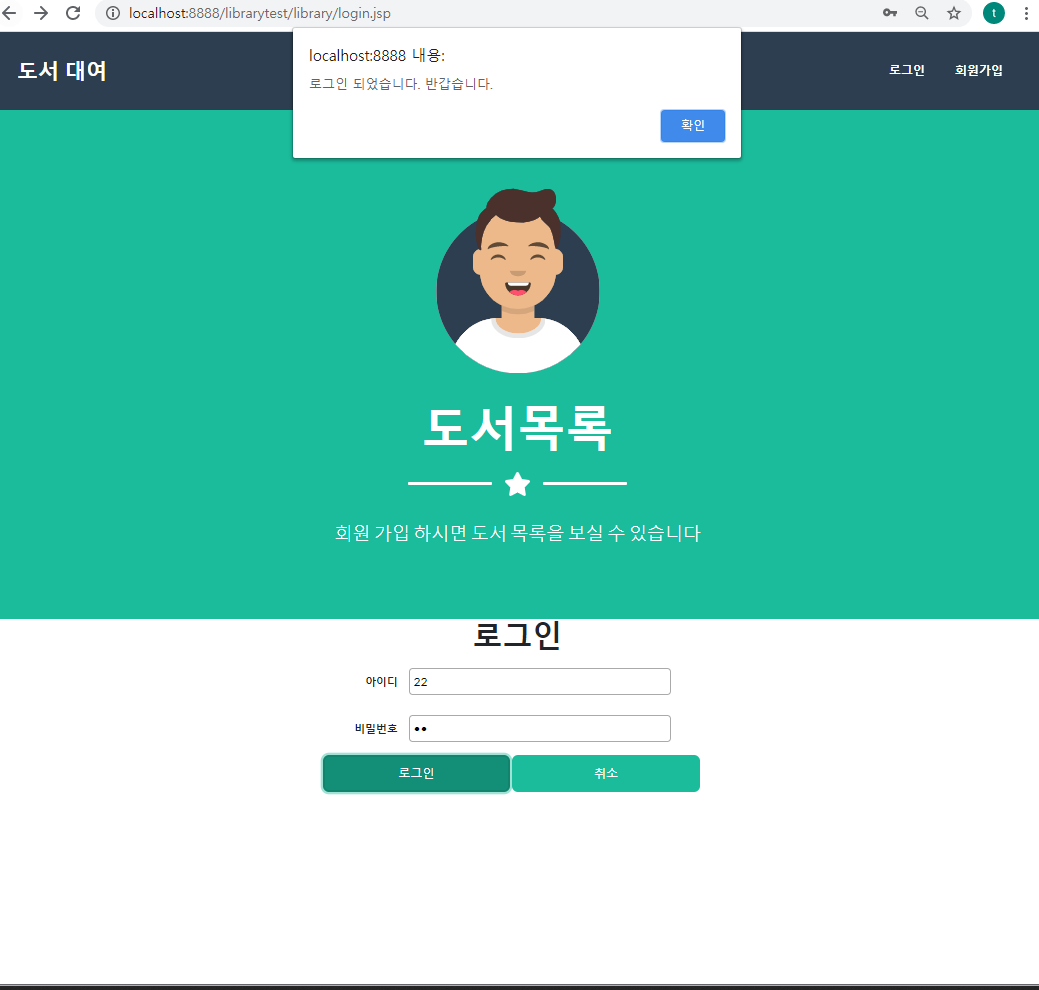 localhost:8888/librarytest/library/login.jsp
t
localhost:8888 내용:
로그인 되었습니다. 반갑습니다.
확인
도서 대여
로그인
회원가입
도서목록
회원 가입 하시면 도서 목록을 보실 수 있습니다
로그인
아이디
22
비밀번호
••
로그인
취소